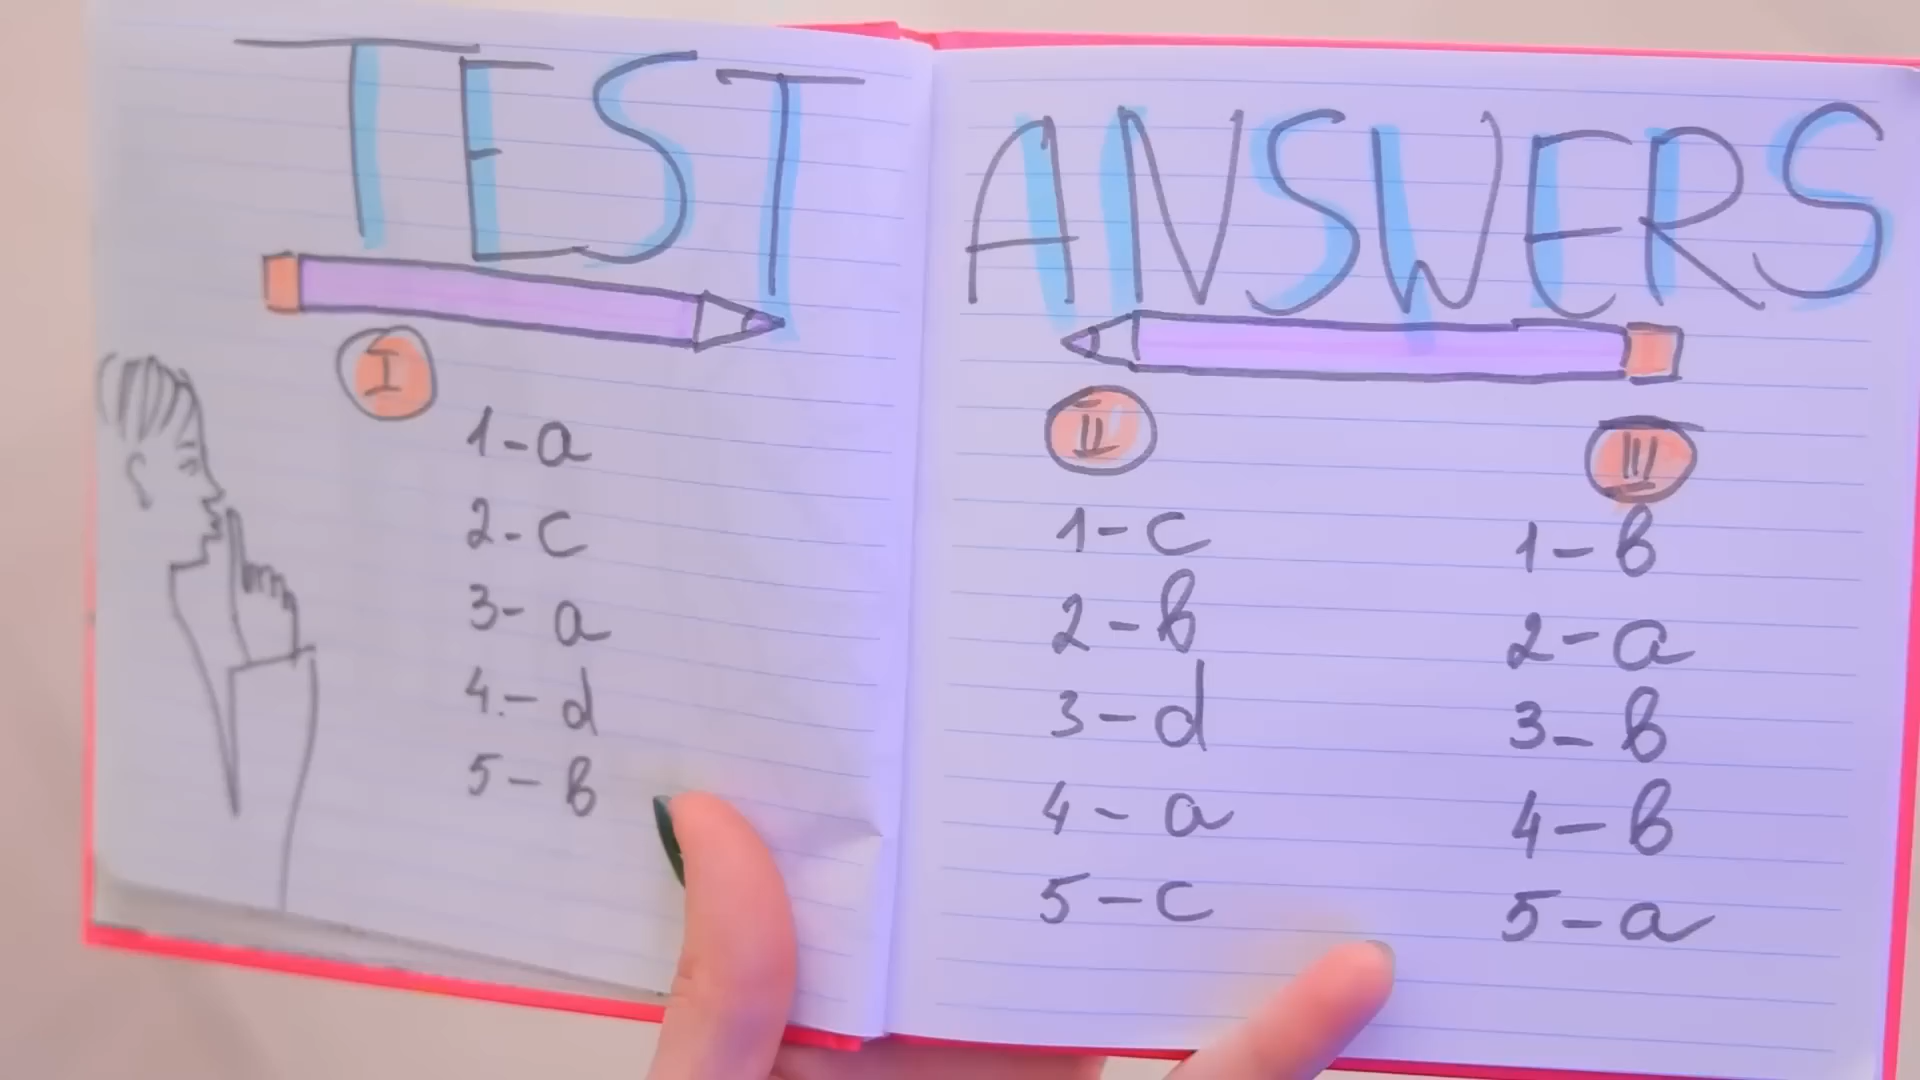 TEST
I
1-a
2-c
3-a
4.-d
5-b
ANSWERS
II
1-c
2-b
3-d
4-a
5-c
III
1-b
2-a
3-b
4-b
5-a